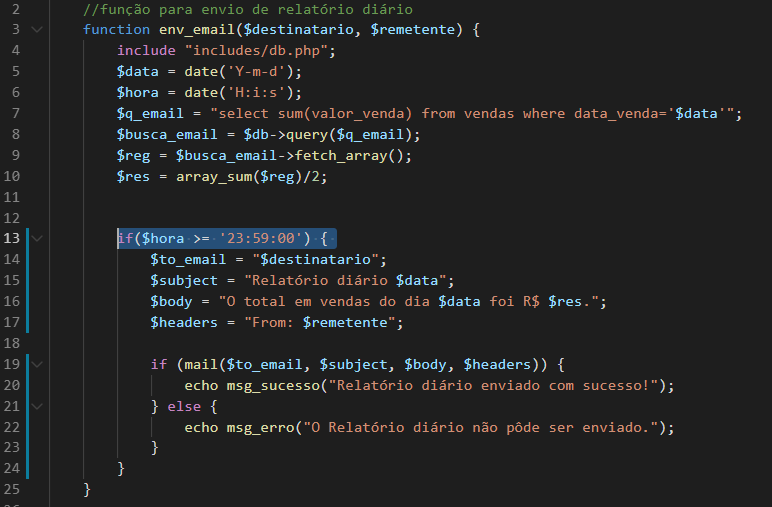 2 //função para envio de relatório diário
3 function env_email($destinatario, $remetente) {
4 include "includes/db.php";
5 $data = date('Y-m-d');
6 $hora = date('H:i:s');
7 $q_email = "select sum(valor_venda) from vendas where data_venda='$data'";
8 $busca_email = $db->query($q_email);
9 $reg = $busca_email->fetch_array();
10 $res = array_sum($reg)/2;
11
12
13 if($hora >= '23:59:00') {
14 $to_email = "$destinatario";
15 $subject = "Relatório diário $data";
16 $body = "O total em vendas do dia $data foi R$ $res.";
17 $headers = "From: $remetente";
18
19 if (mail($to_email, $subject, $body, $headers)) {
20 echo msg_sucesso("Relatório diário enviado com sucesso!");
21 } else {
22 echo msg_erro("O Relatório diário não pôde ser enviado.");
23 }
24 }
25 }